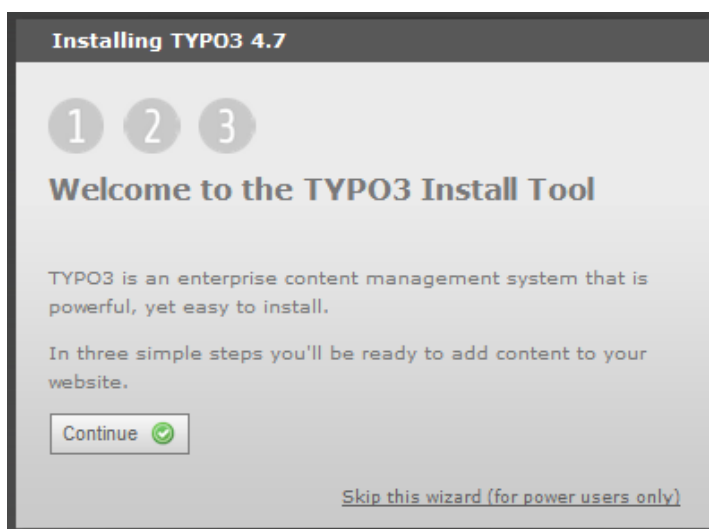 Installing TYPO3 4.7
1 2 3
Welcome to the TYPO3 Install Tool
TYPO3 is an enterprise content management system that is
powerful, yet easy to install.
In three simple steps you'll be ready to add content to your
website.
Continue
Skip this wizard (for power users only)